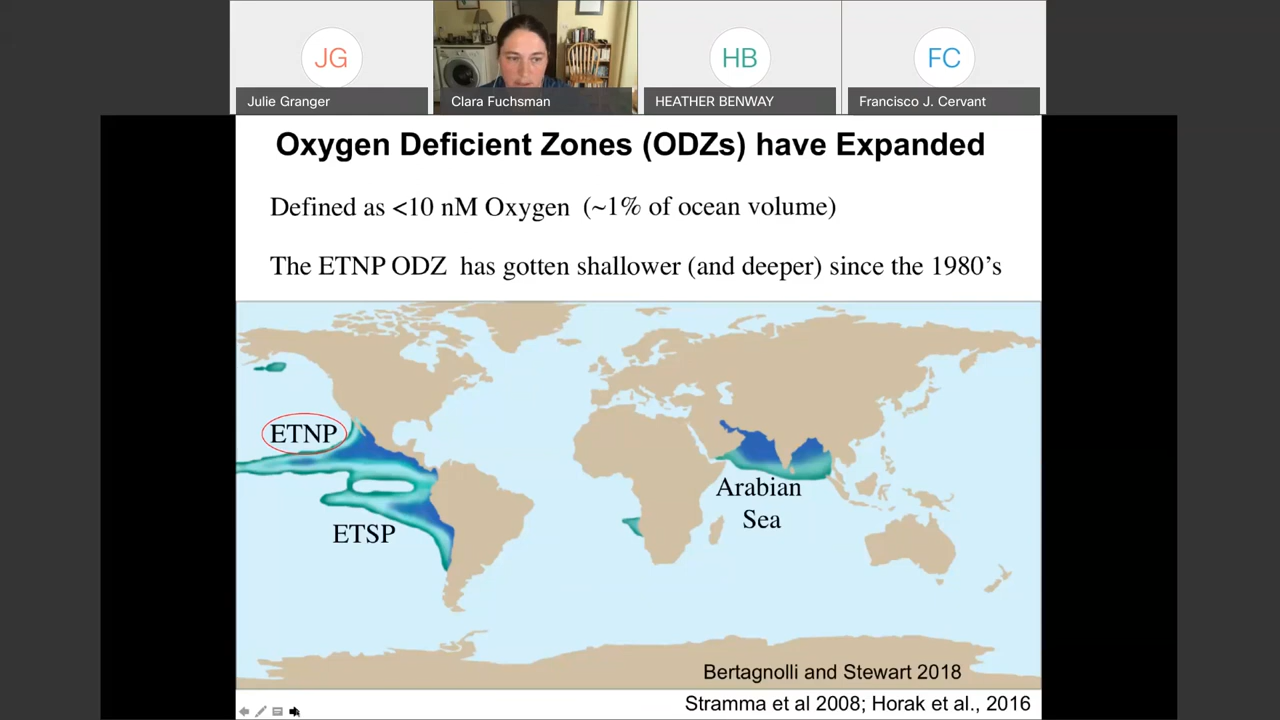 JG
HB
FC
Julie Granger
Clara Fuchsman
HEATHER BENWAY
Francisco J. Cervant
Oxygen Deficient Zones (ODZs) have Expanded
Defined as <10 nM Oxygen (~1% of ocean volume)
The ETNP ODZ has gotten shallower (and deeper) since the 1980’s
ETNP
ETSP
Arabian
Sea
Bertagnolli and Stewart 2018
Stramma et al 2008; Horak et al., 2016